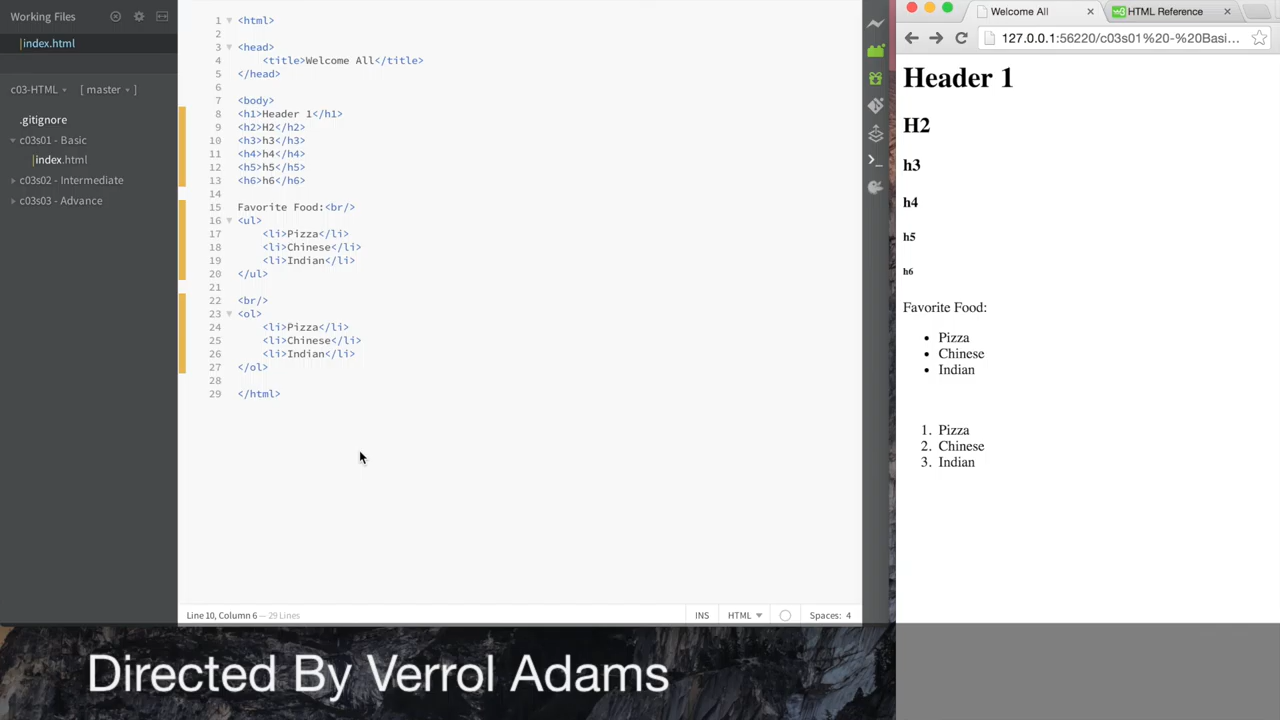 Working Files
index.html
c03-HTML
[ master ]
.gitignore
c03s01 - Basic
index.html
c03s02 - Intermediate
c03s03 - Advance
1 <html>
2
3 <head>
4 <title>Welcome All</title>
5 </head>
6
7 <body>
8 <h1>Header 1</h1>
9 <h2>H2</h2>
10 <h3>h3</h3>
11 <h4>h4</h4>
12 <h5>h5</h5>
13 <h6>h6</h6>
14
15 Favorite Food:<br/>
16 <ul>
17 <li>Pizza</li>
18 <li>Chinese</li>
19 <li>Indian</li>
20 </ul>
21
22 <br/>
23 <ol>
24 <li>Pizza</li>
25 <li>Chinese</li>
26 <li>Indian</li>
27 </ol>
28
29 </html>
Line 10, Column 6 — 29 Lines
INS
HTML
Spaces: 4
Welcome All
HTML Reference
127.0.0.1:56220/c03s01%20-%20Basi...
Header 1
H2
h3
h4
h5
h6
Favorite Food:
• Pizza
• Chinese
• Indian
1. Pizza
2. Chinese
3. Indian
Directed By Verrol Adams